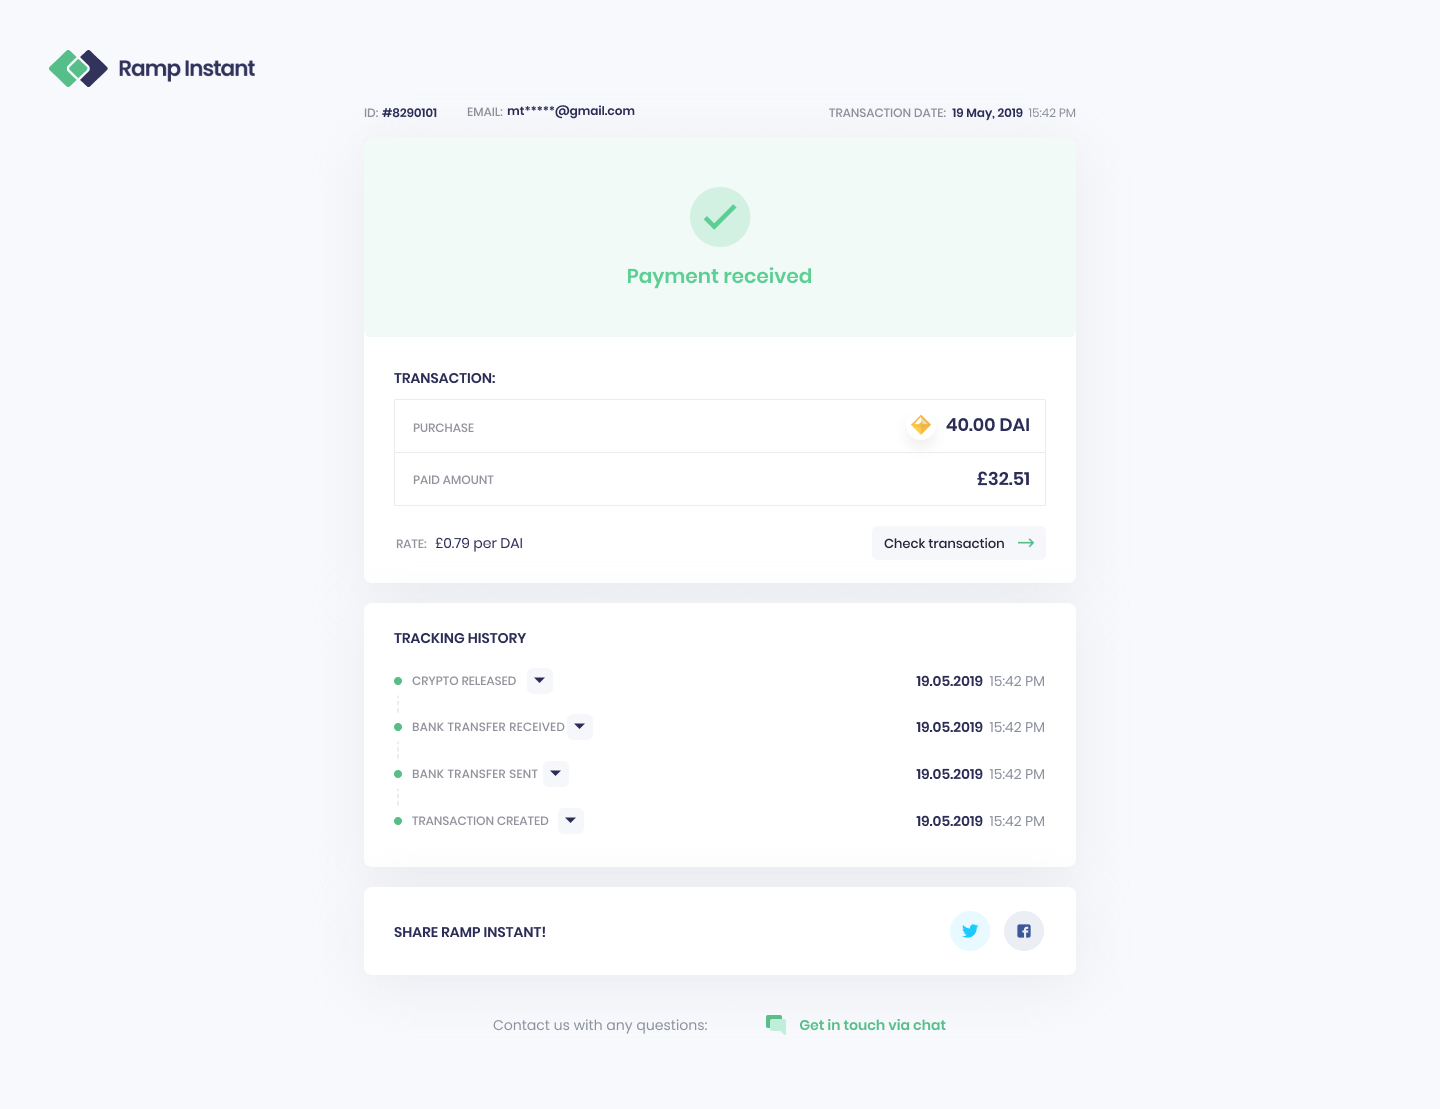 Ramp Instant
ID: #8290101 EMAIL: mt*****@gmail.com TRANSACTION DATE: 19 May, 2019 15:42 PM
Payment received
TRANSACTION:
PURCHASE 40.00 DAI
PAID AMOUNT £32.51
RATE: £0.79 per DAI Check transaction
TRACKING HISTORY
CRYPTO RELEASED 19.05.2019 15:42 PM
BANK TRANSFER RECEIVED 19.05.2019 15:42 PM
BANK TRANSFER SENT 19.05.2019 15:42 PM
TRANSACTION CREATED 19.05.2019 15:42 PM
SHARE RAMP INSTANT!
Contact us with any questions: Get in touch via chat